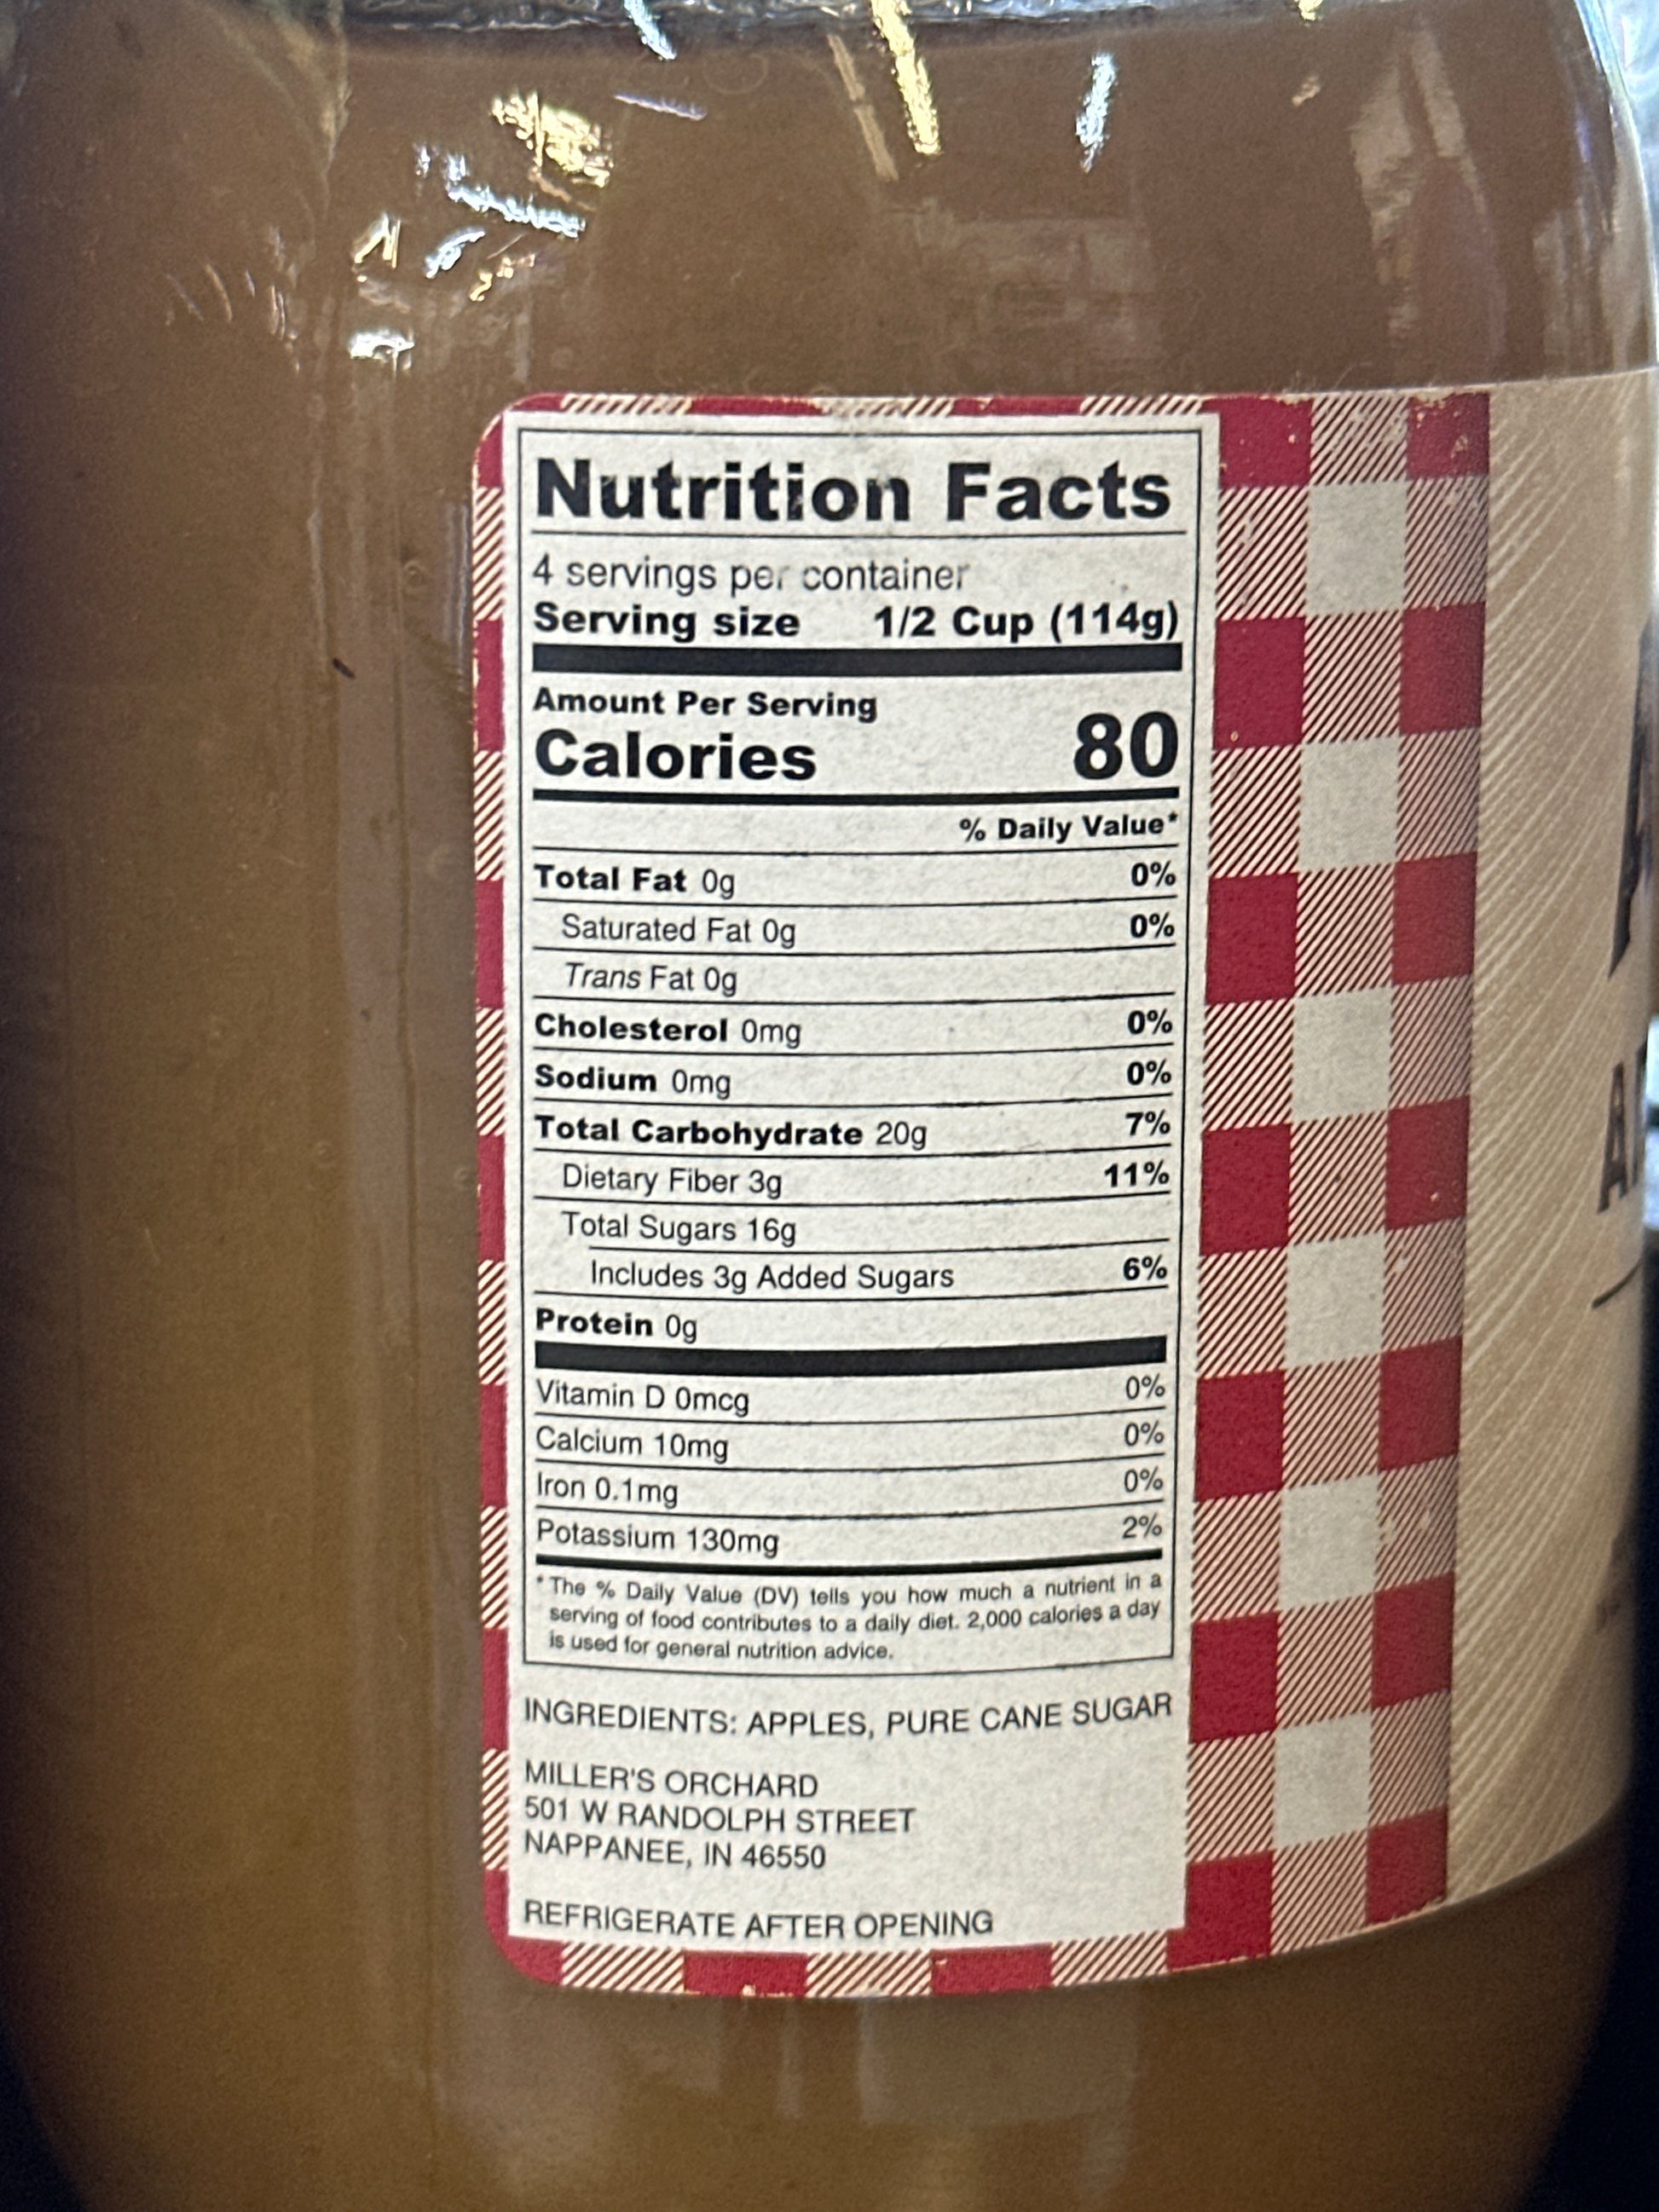 Nutrition Facts
4 servings per container
Serving size 1/2 Cup (114g)
Amount Per Serving
Calories 80
% Daily Value*
Total Fat 0g 0%
Saturated Fat 0g 0%
Trans Fat 0g
Cholesterol 0mg 0%
Sodium 0mg 0%
Total Carbohydrate 20g 7%
Dietary Fiber 3g 11%
Total Sugars 16g
Includes 3g Added Sugars 6%
Protein 0g
Vitamin D 0mcg 0%
Calcium 10mg 0%
Iron 0.1mg 0%
Potassium 130mg 2%
* The % Daily Value (DV) tells you how much a nutrient in a
serving of food contributes to a daily diet. 2,000 calories a day
is used for general nutrition advice.
INGREDIENTS: APPLES, PURE CANE SUGAR
MILLER'S ORCHARD
501 W RANDOLPH STREET
NAPPANEE, IN 46550
REFRIGERATE AFTER OPENING